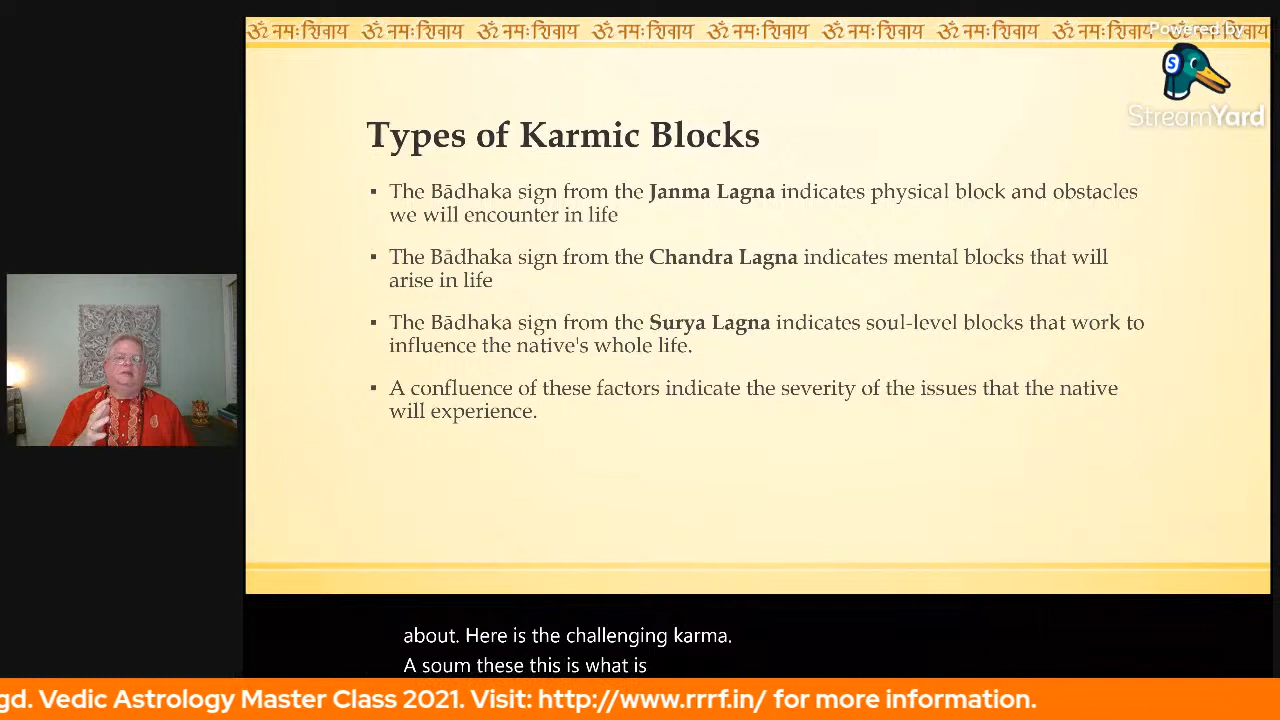 ॐ नमःशिवाय ॐ नमःशिवाय ॐ नमःशिवाय ॐ नमःशिवाय ॐ नमःशिवाय ॐ नमःशिवाय ॐ नमःशिवाय ॐ नमःशिवाय ॐ नमःशिवाय
Powered by
S
StreamYard
Types of Karmic Blocks
▪ The Bādhaka sign from the Janma Lagna indicates physical block and obstacles
we will encounter in life
▪ The Bādhaka sign from the Chandra Lagna indicates mental blocks that will
arise in life
▪ The Bādhaka sign from the Surya Lagna indicates soul-level blocks that work to
influence the native's whole life.
▪ A confluence of these factors indicate the severity of the issues that the native
will experience.
about. Here is the challenging karma.
A soum these this is what is
gd. Vedic Astrology Master Class 2021. Visit: http://www.rrrf.in/ for more information.